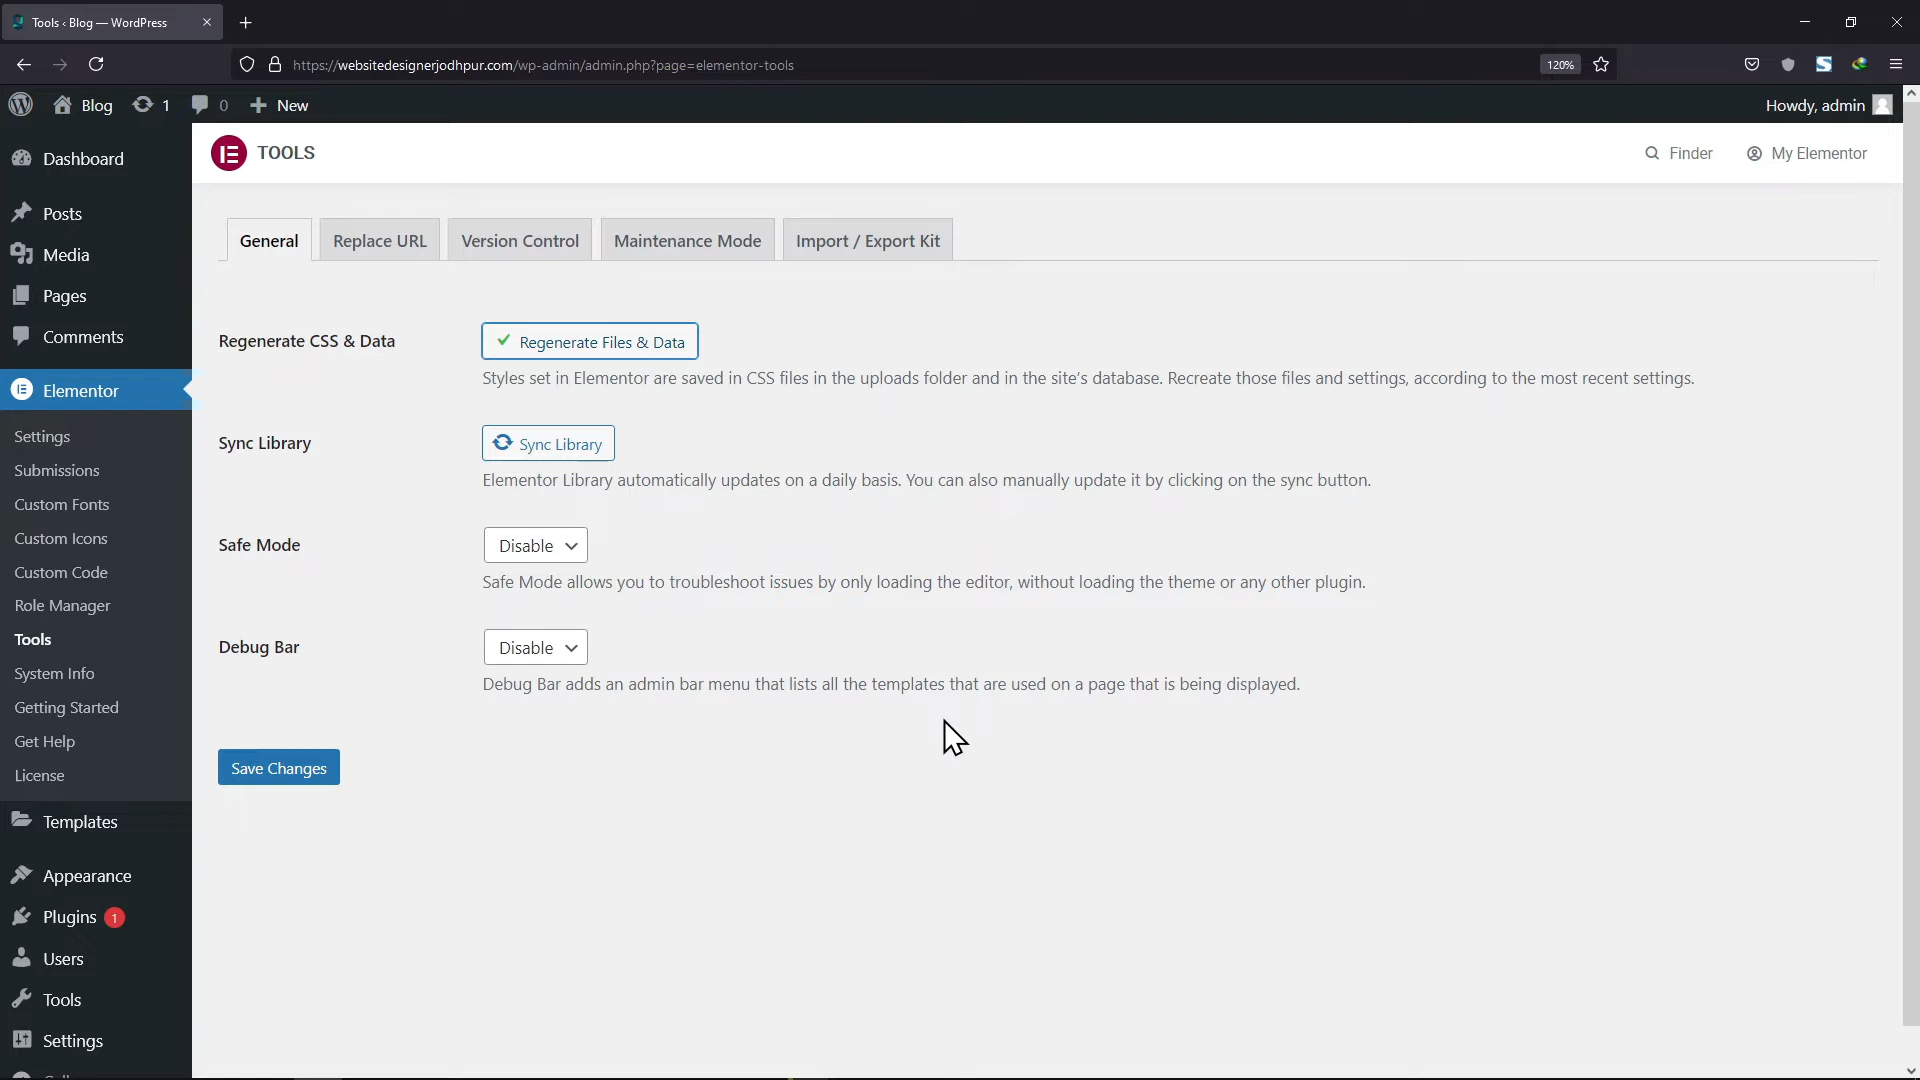 Tools ‹ Blog — WordPress
https://websitedesignerjodhpur.com/wp-admin/admin.php?page=elementor-tools
120%
Blog
1
0
New
Howdy, admin
TOOLS
Finder
My Elementor
Dashboard
Posts
Media
Pages
Comments
Elementor
Settings
Submissions
Custom Fonts
Custom Icons
Custom Code
Role Manager
Tools
System Info
Getting Started
Get Help
License
Templates
Appearance
Plugins 1
Users
Tools
Settings
General
Replace URL
Version Control
Maintenance Mode
Import / Export Kit
Regenerate CSS & Data
Regenerate Files & Data
Styles set in Elementor are saved in CSS files in the uploads folder and in the site's database. Recreate those files and settings, according to the most recent settings.
Sync Library
Sync Library
Elementor Library automatically updates on a daily basis. You can also manually update it by clicking on the sync button.
Safe Mode
Disable
Safe Mode allows you to troubleshoot issues by only loading the editor, without loading the theme or any other plugin.
Debug Bar
Disable
Debug Bar adds an admin bar menu that lists all the templates that are used on a page that is being displayed.
Save Changes